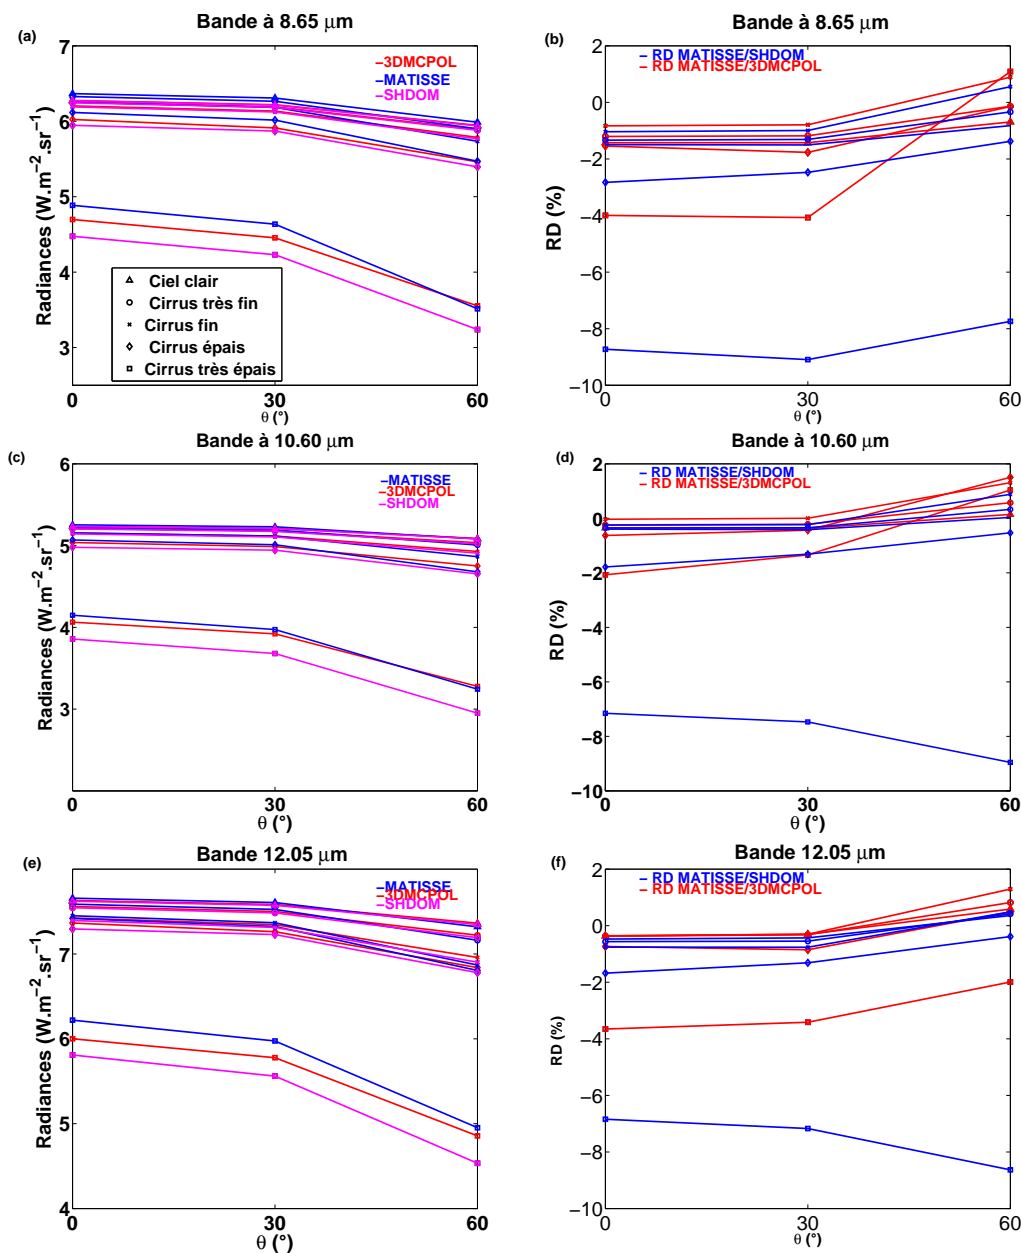 Bande à 8.65 μm
(a)
7
6
5
4
3
Radiances (W.m−2.sr−1)
–3DMCPOL
–MATISSE
–SHDOM
Ciel clair
Cirrus très fin
Cirrus fin
Cirrus épais
Cirrus très épais
0 30 60
θ (°)
Bande à 8.65 μm
(b)
2
0
−2
−4
−6
−8
−10
RD (%)
– RD MATISSE/SHDOM
– RD MATISSE/3DMCPOL
0 30 60
θ (°)
Bande à 10.60 μm
(c)
6
5
4
3
Radiances (W.m−2.sr−1)
–MATISSE
–3DMCPOL
–SHDOM
0 30 60
θ (°)
Bande à 10.60 μm
(d)
2
0
−2
−4
−6
−8
−10
RD (%)
– RD MATISSE/SHDOM
– RD MATISSE/3DMCPOL
0 30 60
θ (°)
Bande 12.05 μm
(e)
7
6
5
4
Radiances (W.m−2.sr−1)
–MATISSE
–3DMCPOL
–SHDOM
0 30 60
θ (°)
Bande 12.05 μm
(f)
2
0
−2
−4
−6
−8
−10
RD (%)
– RD MATISSE/SHDOM
– RD MATISSE/3DMCPOL
0 30 60
θ (°)